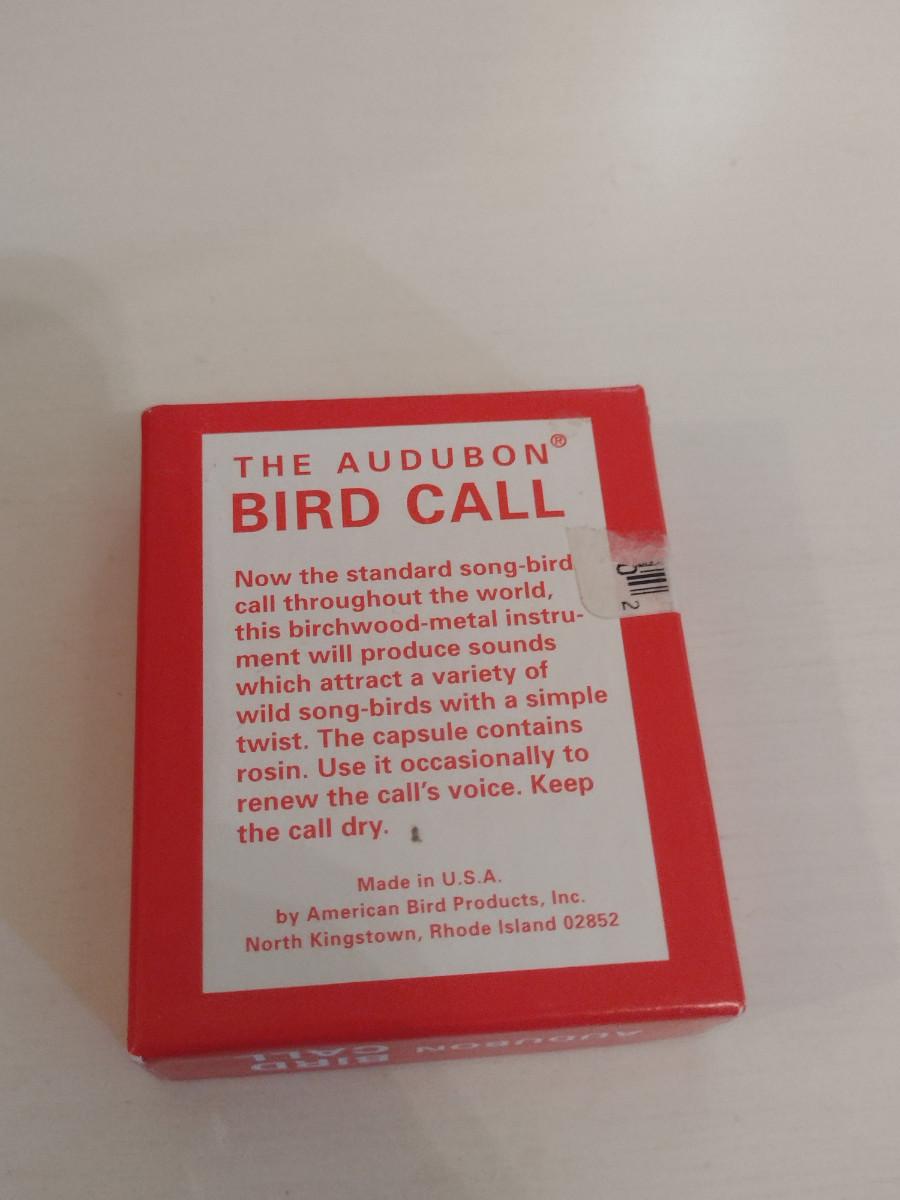 THE AUDUBON®
BIRD CALL
Now the standard song-bird
call throughout the world,
this birchwood-metal instru-
ment will produce sounds
which attract a variety of
wild song-birds with a simple
twist. The capsule contains
rosin. Use it occasionally to
renew the call's voice. Keep
the call dry.
Made in U.S.A.
by American Bird Products, Inc.
North Kingstown, Rhode Island 02852
2
AUDUBON
BIRD
CALL